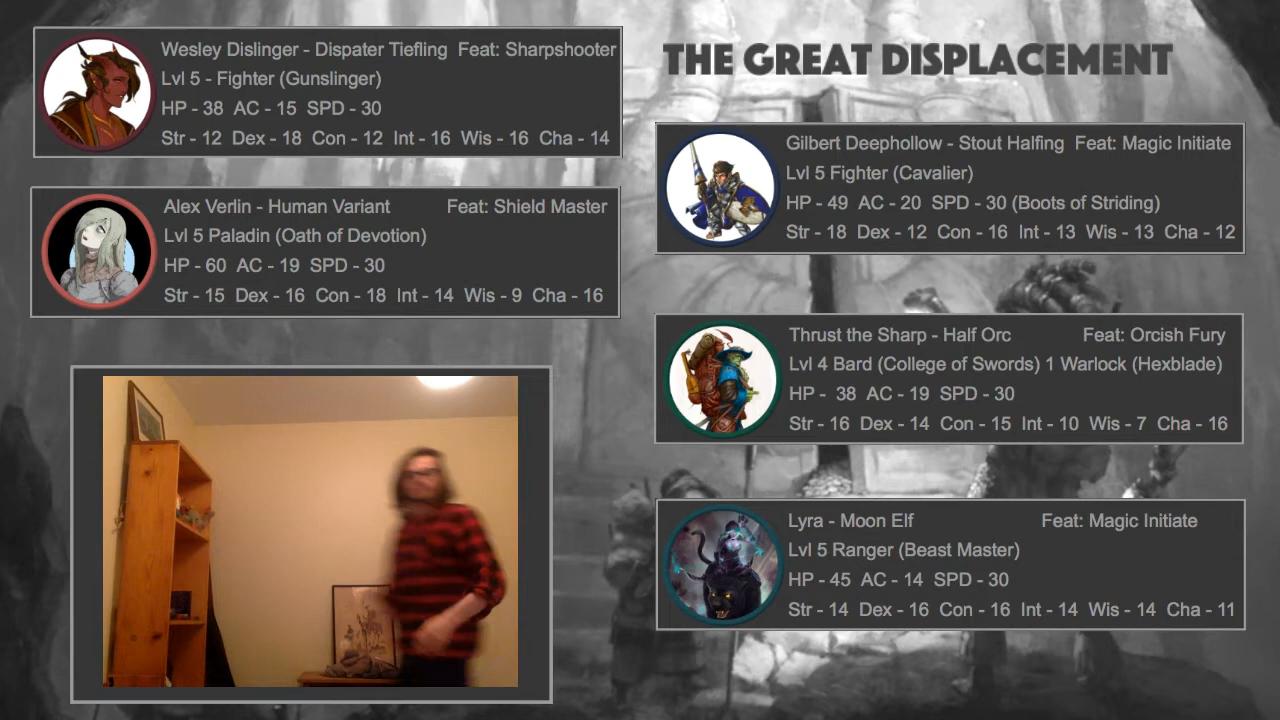 Wesley Dislinger - Dispater Tiefling Feat: Sharpshooter
Lvl 5 - Fighter (Gunslinger)
HP - 38 AC - 15 SPD - 30
Str - 12 Dex - 18 Con - 12 Int - 16 Wis - 16 Cha - 14
Alex Verlin - Human Variant Feat: Shield Master
Lvl 5 Paladin (Oath of Devotion)
HP - 60 AC - 19 SPD - 30
Str - 15 Dex - 16 Con - 18 Int - 14 Wis - 9 Cha - 16
THE GREAT DISPLACEMENT
Gilbert Deephollow - Stout Halfing Feat: Magic Initiate
Lvl 5 Fighter (Cavalier)
HP - 49 AC - 20 SPD - 30 (Boots of Striding)
Str - 18 Dex - 12 Con - 16 Int - 13 Wis - 13 Cha - 12
Thrust the Sharp - Half Orc Feat: Orcish Fury
Lvl 4 Bard (College of Swords) 1 Warlock (Hexblade)
HP - 38 AC - 19 SPD - 30
Str - 16 Dex - 14 Con - 15 Int - 10 Wis - 7 Cha - 16
Lyra - Moon Elf Feat: Magic Initiate
Lvl 5 Ranger (Beast Master)
HP - 45 AC - 14 SPD - 30
Str - 14 Dex - 16 Con - 16 Int - 14 Wis - 14 Cha - 11